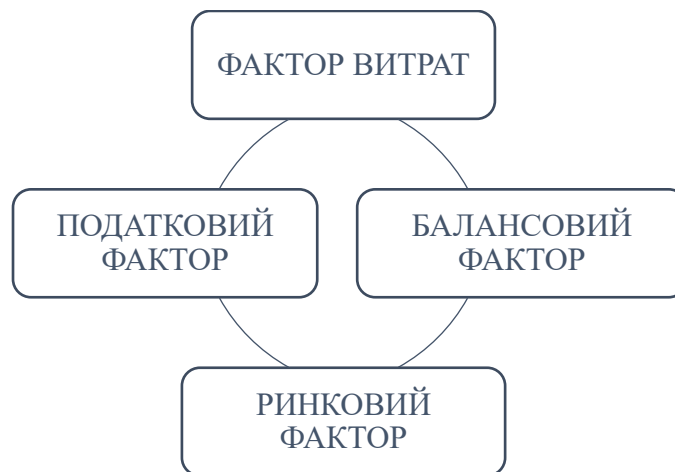 ФАКТОР ВИТРАТ
ПОДАТКОВИЙ
ФАКТОР
БАЛАНСОВИЙ
ФАКТОР
РИНКОВИЙ
ФАКТОР